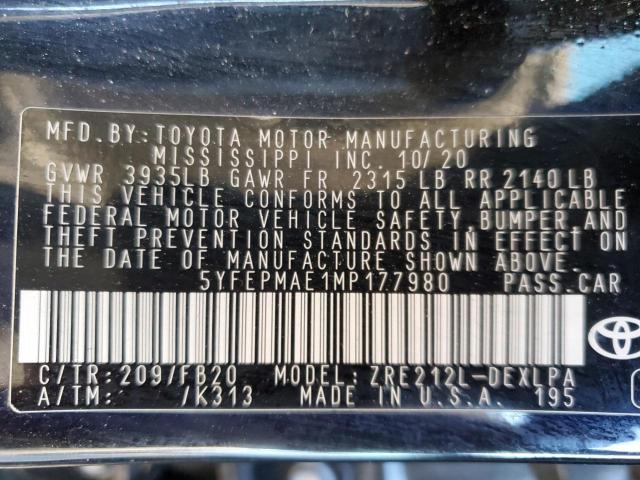 MFD.BY:TOYOTA MOTOR MANUFACTURING
MISSISSIPPI INC. 10/20
GVWR 3935LB GAWR FR 2315 LB RR 2140 LB
THIS VEHICLE CONFORMS TO ALL APPLICABLE
FEDERAL MOTOR VEHICLE SAFETY, BUMPER AND
THEFT PREVENTION STANDARDS IN EFFECT ON
THE DATE OF MANUFACTURE SHOWN ABOVE.
5YFEPMAE1MP177980 PASS.CAR
C/TR:209/FB20 MODEL:ZRE212L-DEXLPA
A/TM: /K313 MADE IN U.S.A. 195